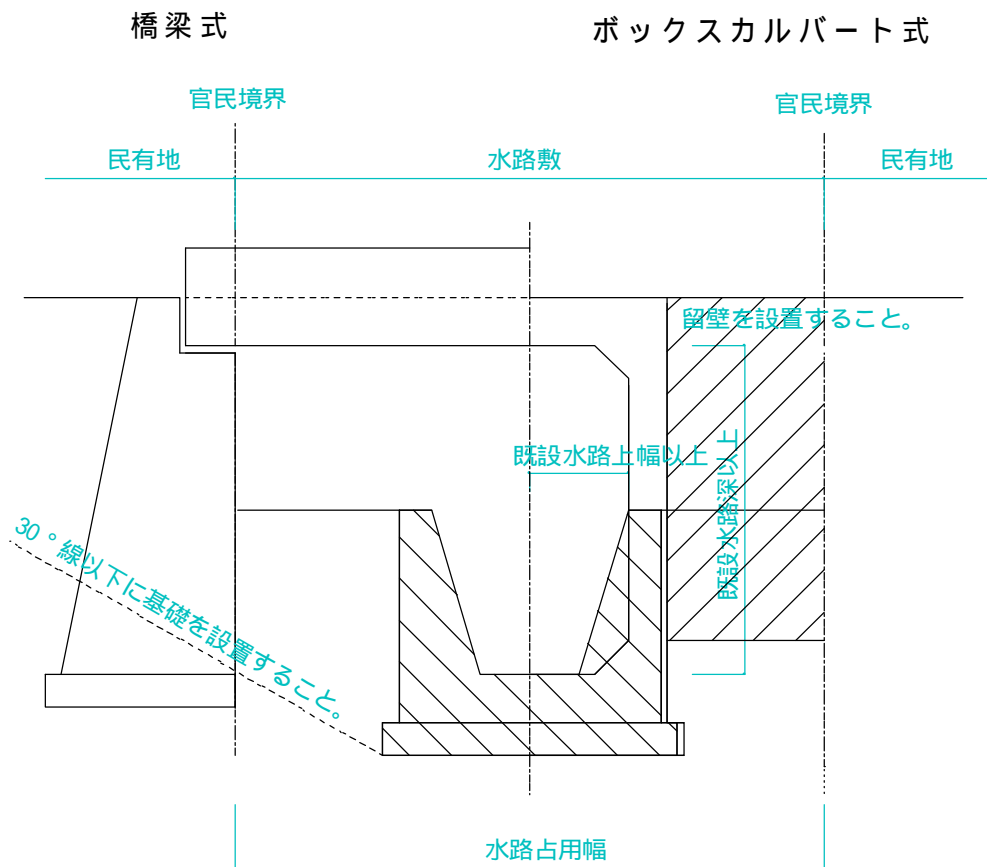 橋梁式
ボックスカルバート式
官民境界
官民境界
民有地
水路敷
民有地
留壁を設置すること。
既設水路上幅以上
既設水路深以上
30°線以下に基礎を設置すること。
水路占用幅